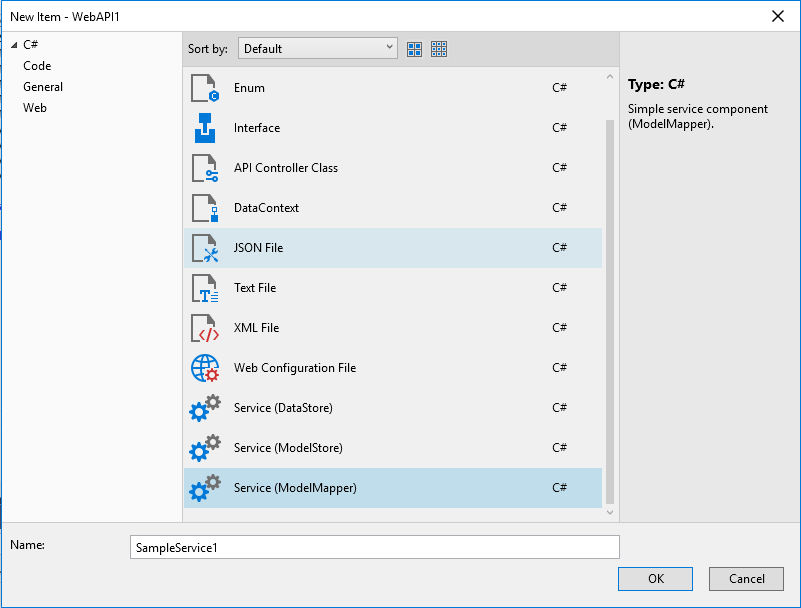 New Item - WebAPI1
C#
Code
General
Web
Sort by: Default
Enum C#
Interface C#
API Controller Class C#
DataContext C#
JSON File C#
Text File C#
XML File C#
Web Configuration File C#
Service (DataStore) C#
Service (ModelStore) C#
Service (ModelMapper) C#
Type: C#
Simple service component
(ModelMapper).
Name: SampleService1
OK Cancel